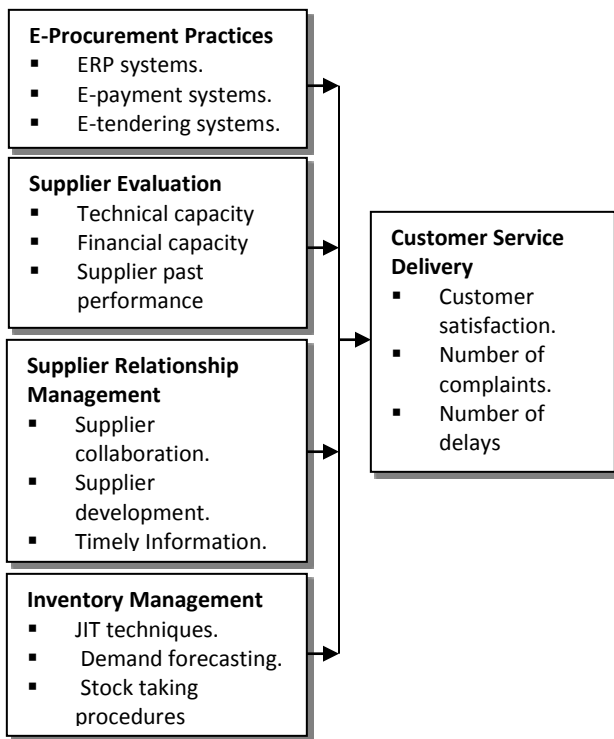 E-Procurement Practices
▪ ERP systems.
▪ E-payment systems.
▪ E-tendering systems.
Supplier Evaluation
▪ Technical capacity
▪ Financial capacity
▪ Supplier past
performance
Supplier Relationship
Management
▪ Supplier
collaboration.
▪ Supplier
development.
▪ Timely Information.
Inventory Management
▪ JIT techniques.
▪ Demand forecasting.
▪ Stock taking
procedures
Customer Service
Delivery
▪ Customer
satisfaction.
▪ Number of
complaints.
▪ Number of
delays